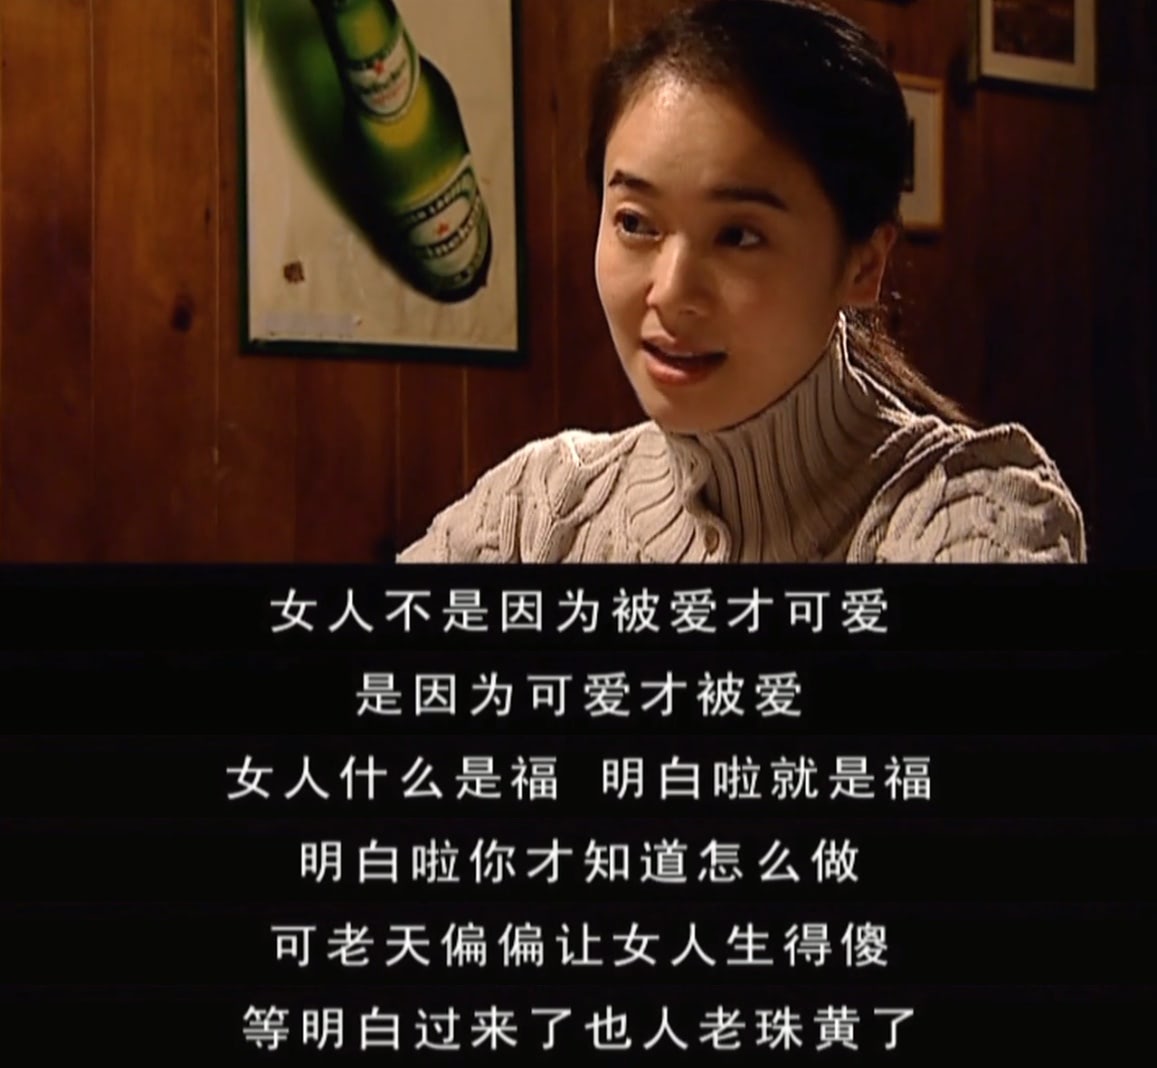 Heineken
女人不是因为被爱才可爱
是因为可爱才被爱
女人什么是福 明白啦就是福
明白啦你才知道怎么做
可老天偏偏让女人生得傻
等明白过来了也人老珠黄了